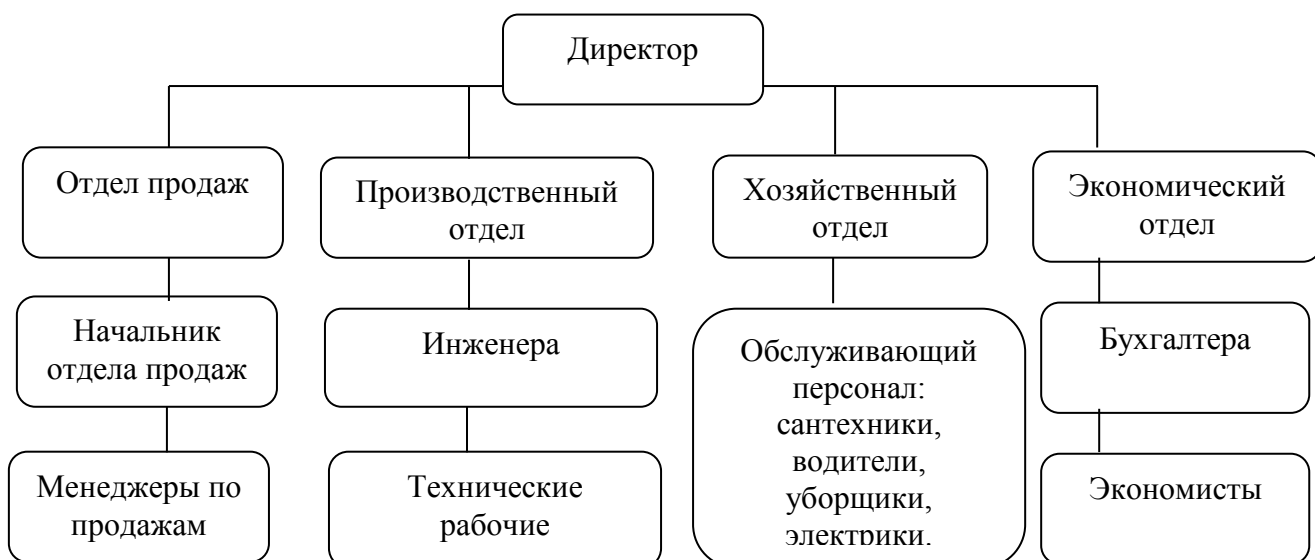 Директор
Отдел продаж
Производственный
отдел
Хозяйственный
отдел
Экономический
отдел
Начальник
отдела продаж
Инженера
Обслуживающий
персонал:
сантехники,
водители,
уборщики,
электрики.
Бухгалтера
Менеджеры по
продажам
Технические
рабочие
Экономисты